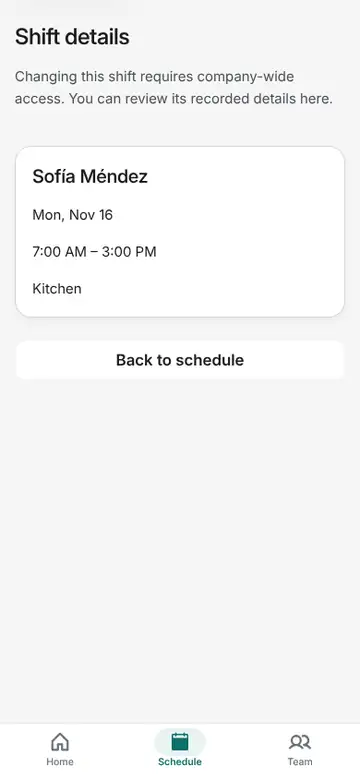 Shift details
Changing this shift requires company-wide
access. You can review its recorded details here.
Sofía Méndez
Mon, Nov 16
7:00 AM – 3:00 PM
Kitchen
Back to schedule
Home
Schedule
Team